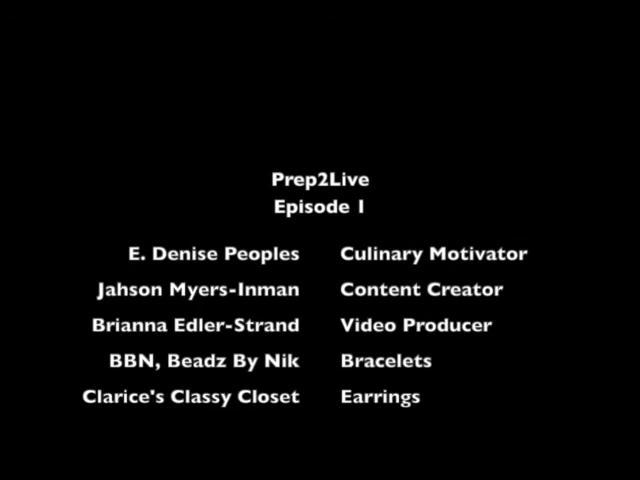 Prep2Live
Episode 1
E. Denise Peoples Culinary Motivator
Jahson Myers-Inman Content Creator
Brianna Edler-Strand Video Producer
BBN, Beadz By Nik Bracelets
Clarice's Classy Closet Earrings